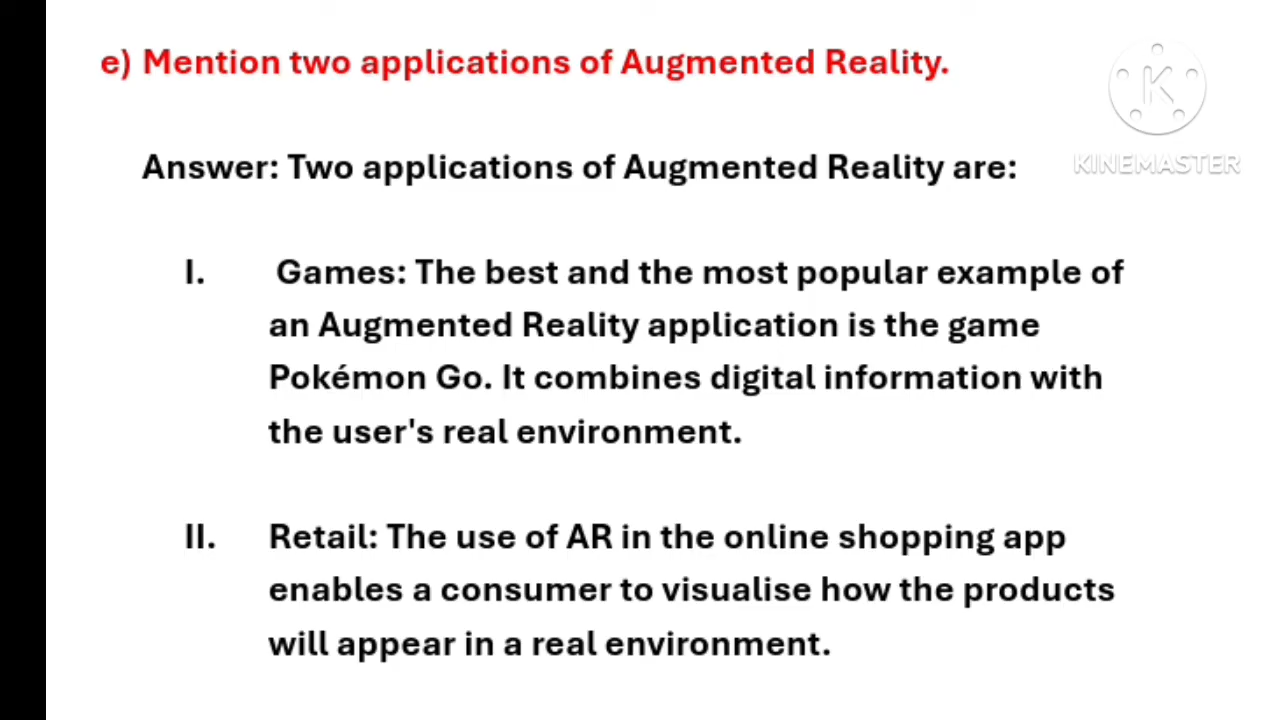 e) Mention two applications of Augmented Reality.
K
KINEMASTER
Answer: Two applications of Augmented Reality are:
I. Games: The best and the most popular example of
an Augmented Reality application is the game
Pokémon Go. It combines digital information with
the user's real environment.
II. Retail: The use of AR in the online shopping app
enables a consumer to visualise how the products
will appear in a real environment.